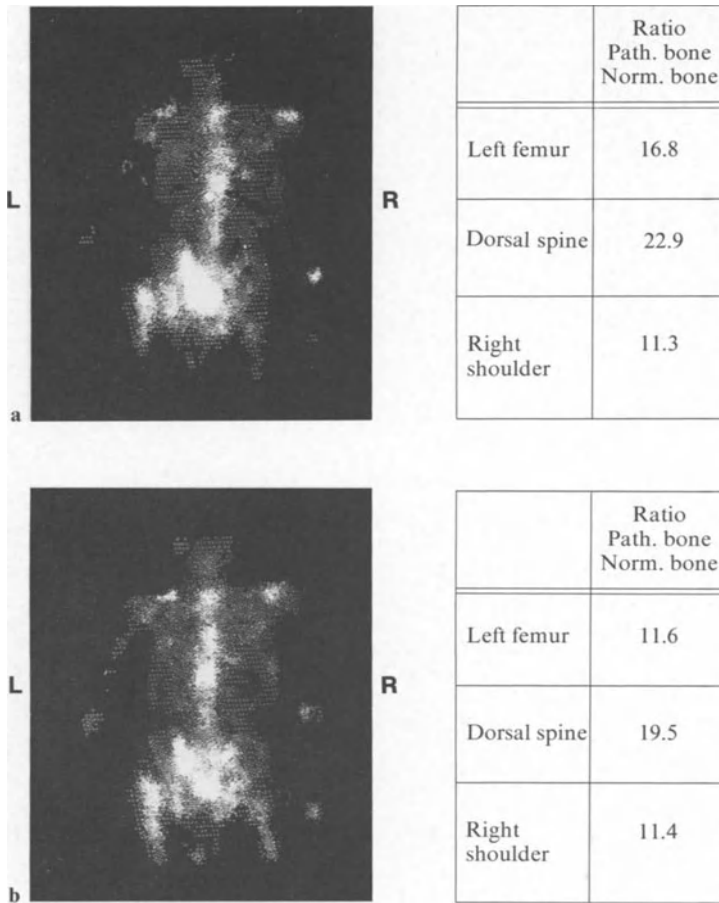 Ratio
Path. bone
Norm. bone
Left femur 16.8
L R
Dorsal spine 22.9
Right
shoulder 11.3
a
Ratio
Path. bone
Norm. bone
Left femur 11.6
L R
Dorsal spine 19.5
Right
shoulder 11.4
b